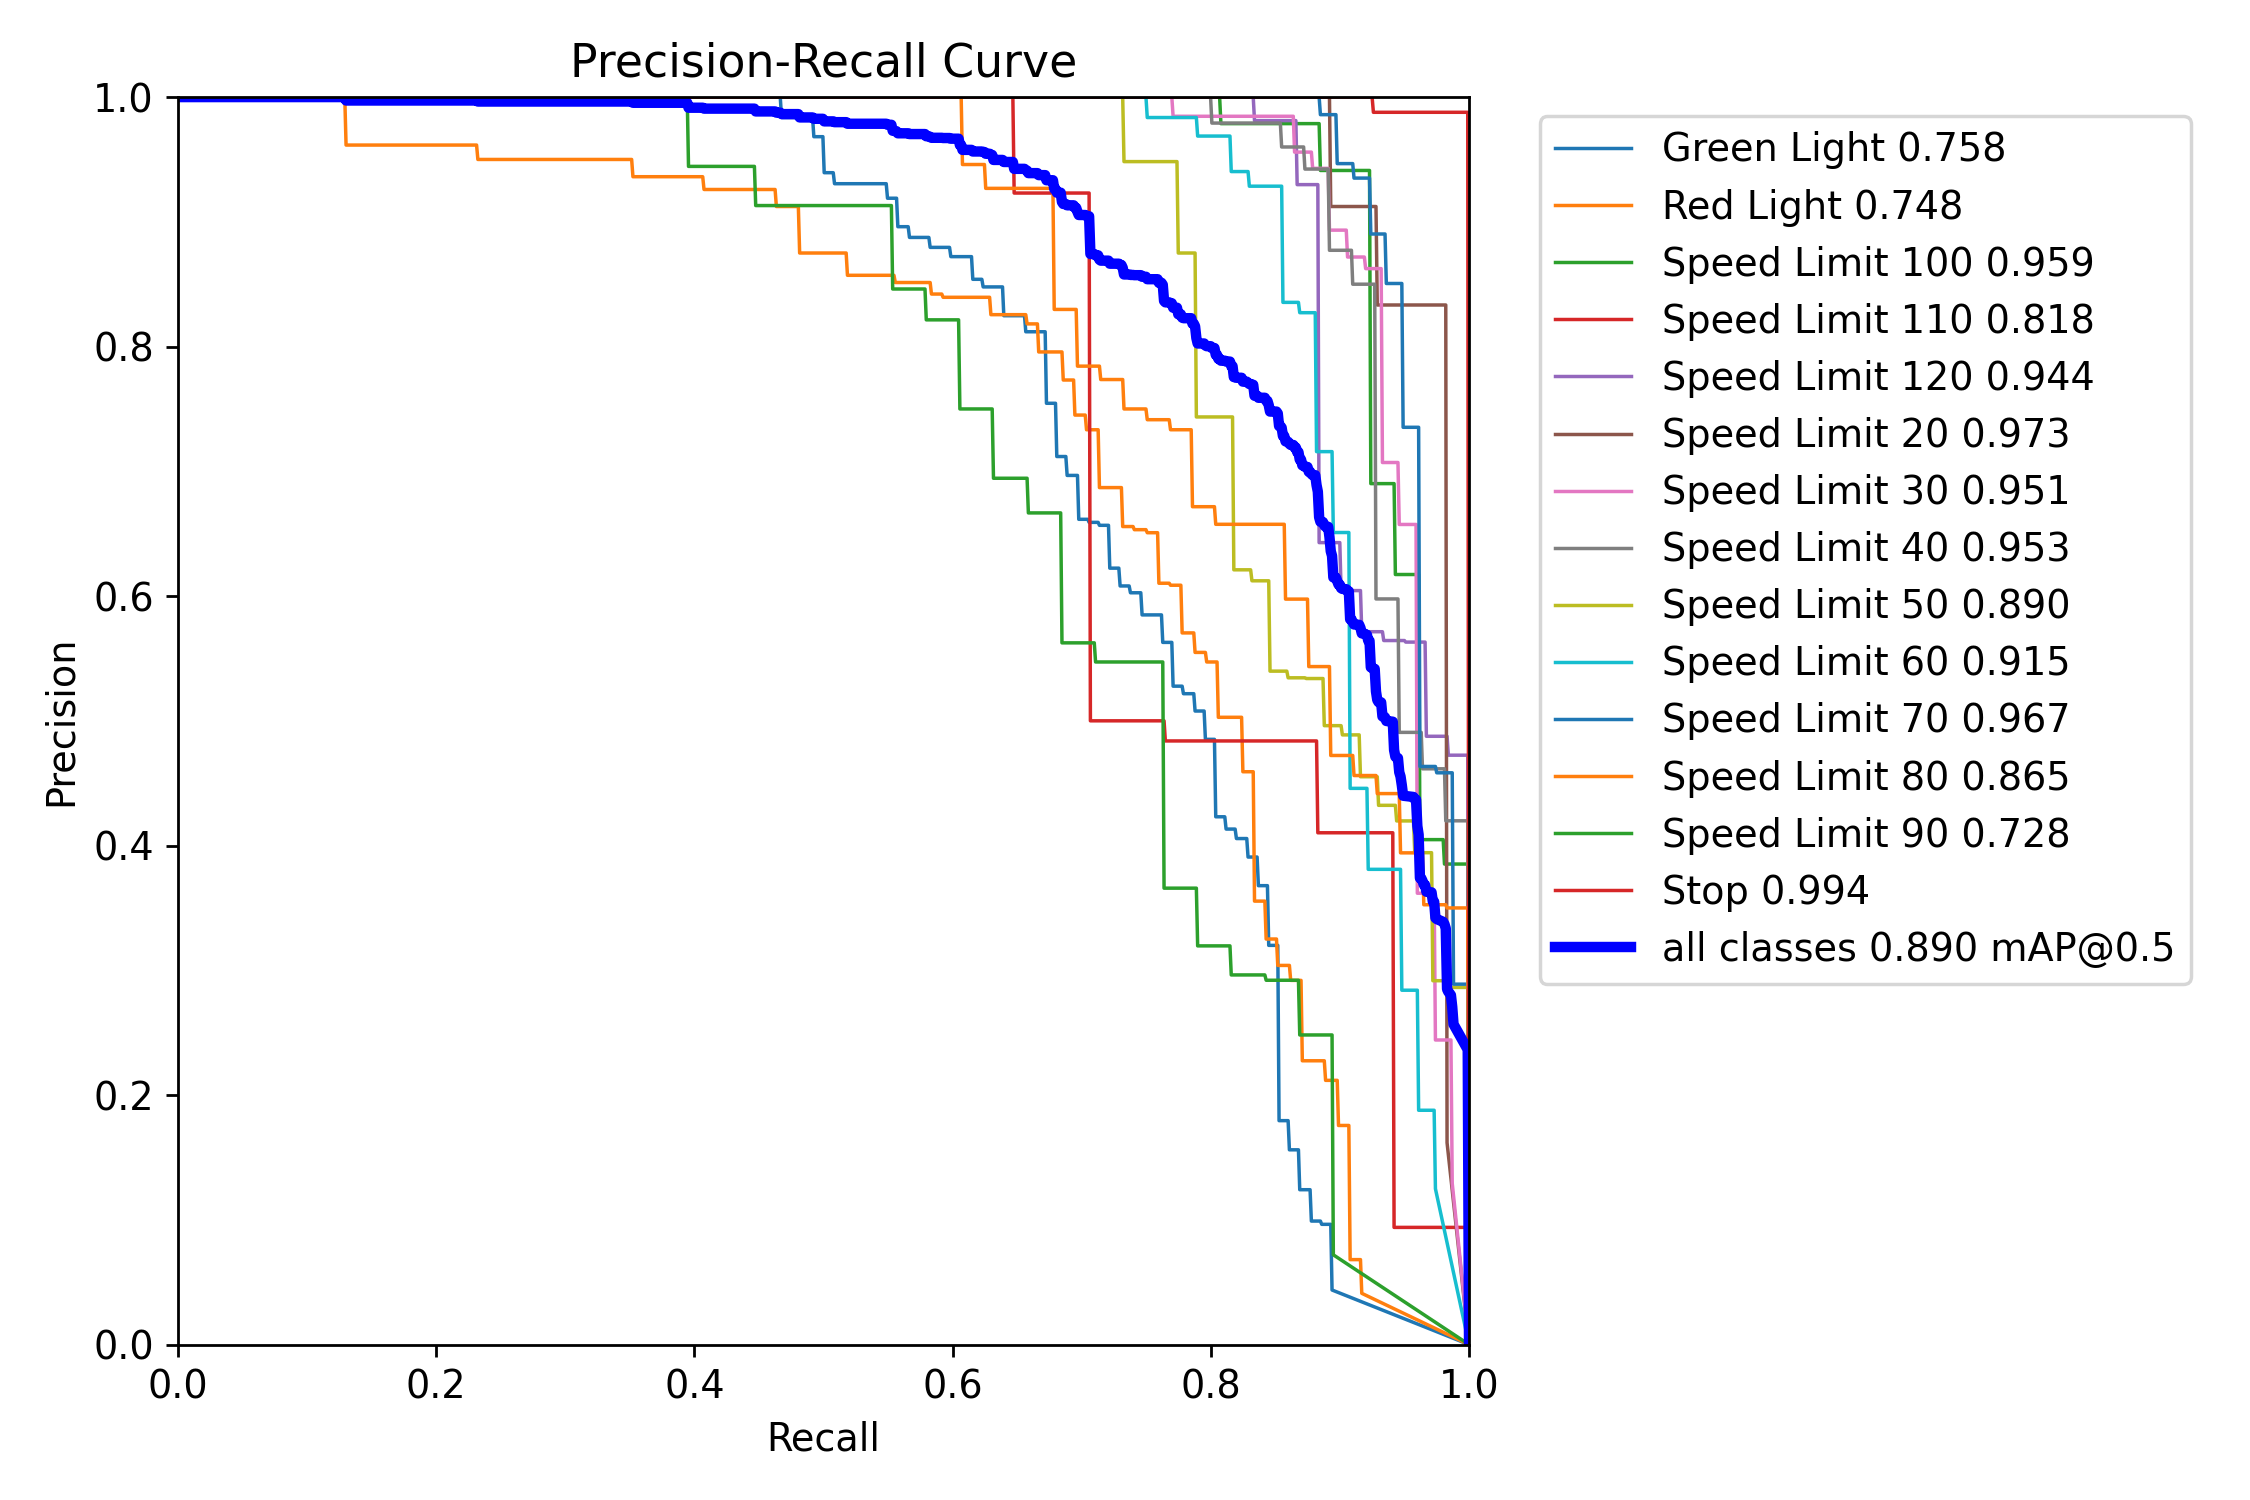 Precision-Recall Curve
1.0
0.8
0.6
0.4
0.2
0.0
Precision
0.0 0.2 0.4 0.6 0.8 1.0
Recall
Green Light 0.758
Red Light 0.748
Speed Limit 100 0.959
Speed Limit 110 0.818
Speed Limit 120 0.944
Speed Limit 20 0.973
Speed Limit 30 0.951
Speed Limit 40 0.953
Speed Limit 50 0.890
Speed Limit 60 0.915
Speed Limit 70 0.967
Speed Limit 80 0.865
Speed Limit 90 0.728
Stop 0.994
all classes 0.890 mAP@0.5